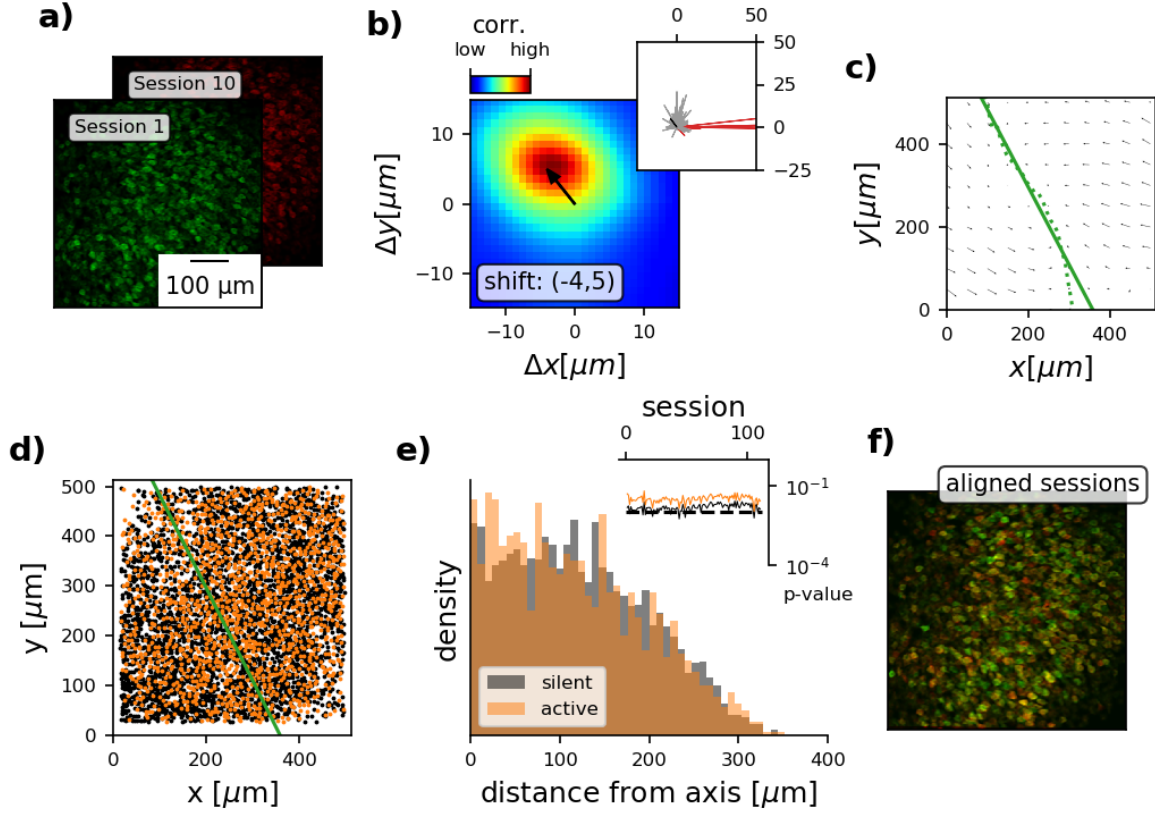 a)
Session 10
Session 1
100 μm
b)
corr.
low high
0 50
50
25
0
−25
10
0
−10
Δy[μm]
shift: (-4,5)
−10 0 10
Δx[μm]
c)
400
200
0
y[μm]
0 200 400
x[μm]
d)
500
400
300
200
100
0
y [μm]
0 200 400
x [μm]
e)
session
0 100
10⁻¹
10⁻⁴
p-value
density
silent
active
0 100 200 300 400
distance from axis [μm]
f)
aligned sessions